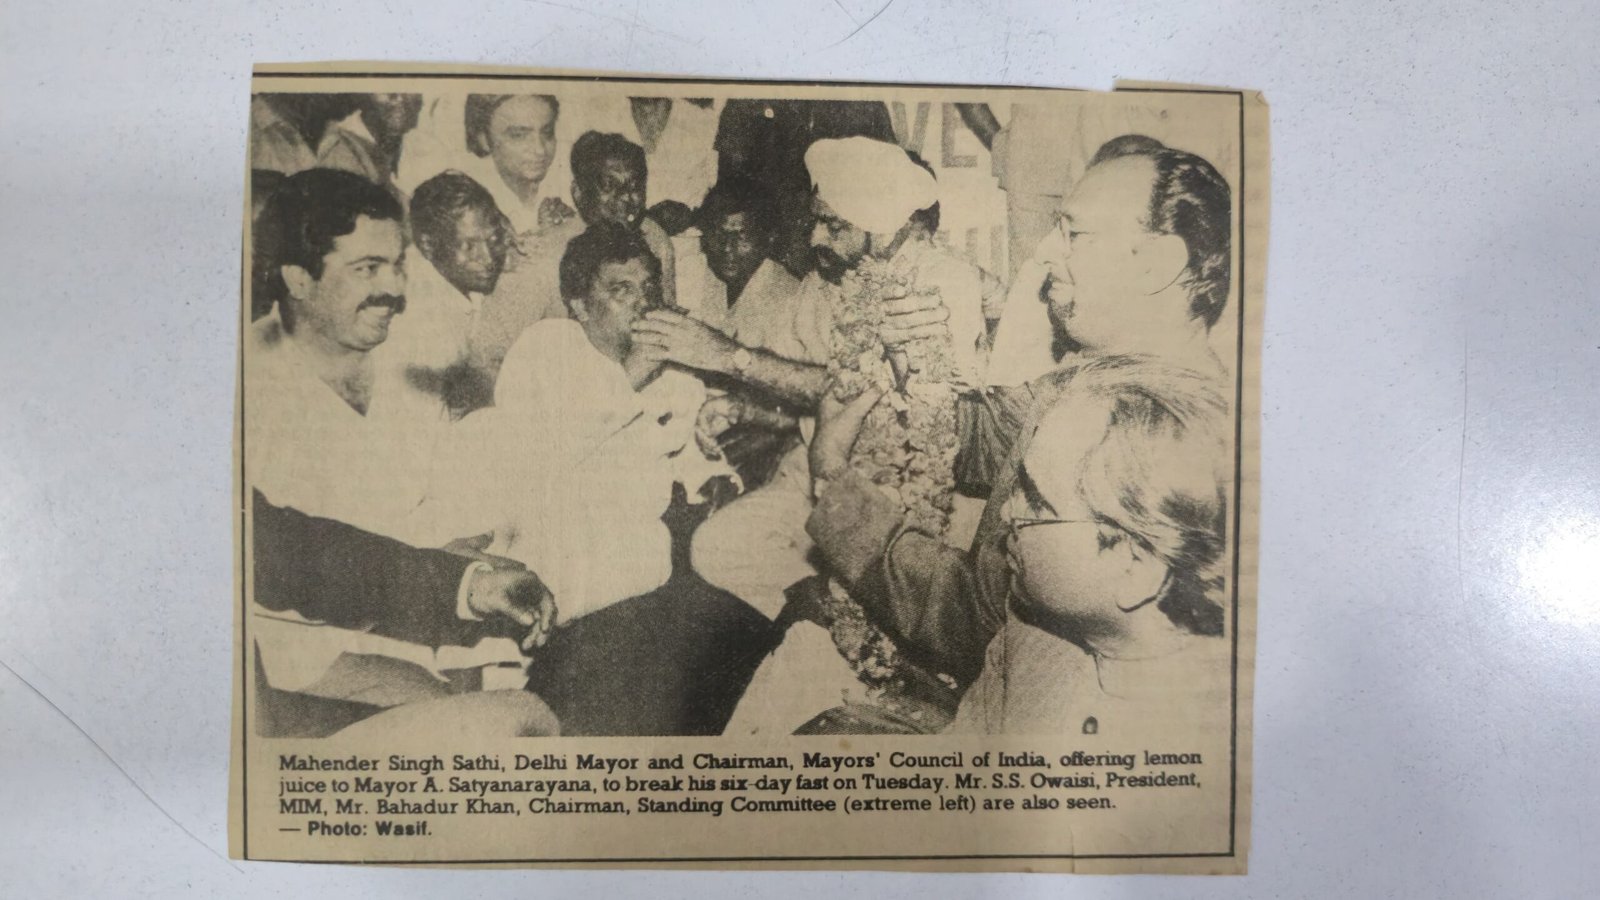 VE
Mahender Singh Sathi, Delhi Mayor and Chairman, Mayors' Council of India, offering lemon
juice to Mayor A. Satyanarayana, to break his six-day fast on Tuesday. Mr. S.S. Owaisi, President,
MIM, Mr. Bahadur Khan, Chairman, Standing Committee (extreme left) are also seen.
— Photo: Wasif.